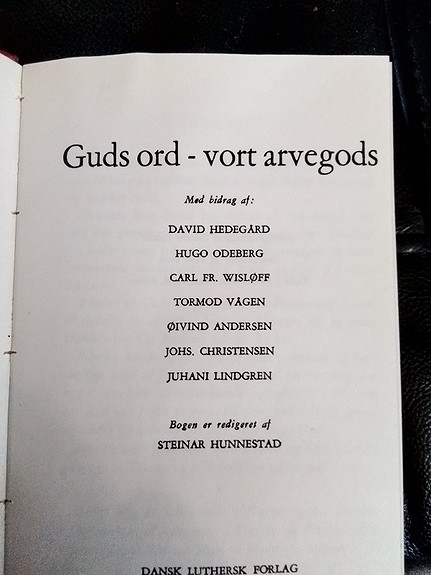 Guds ord - vort arvegods
Med bidrag af:
DAVID HEDEGÅRD
HUGO ODEBERG
CARL FR. WISLØFF
TORMOD VÅGEN
ØIVIND ANDERSEN
JOHS. CHRISTENSEN
JUHANI LINDGREN
Bogen er redigeret af
STEINAR HUNNESTAD
DANSK LUTHERSK FORLAG